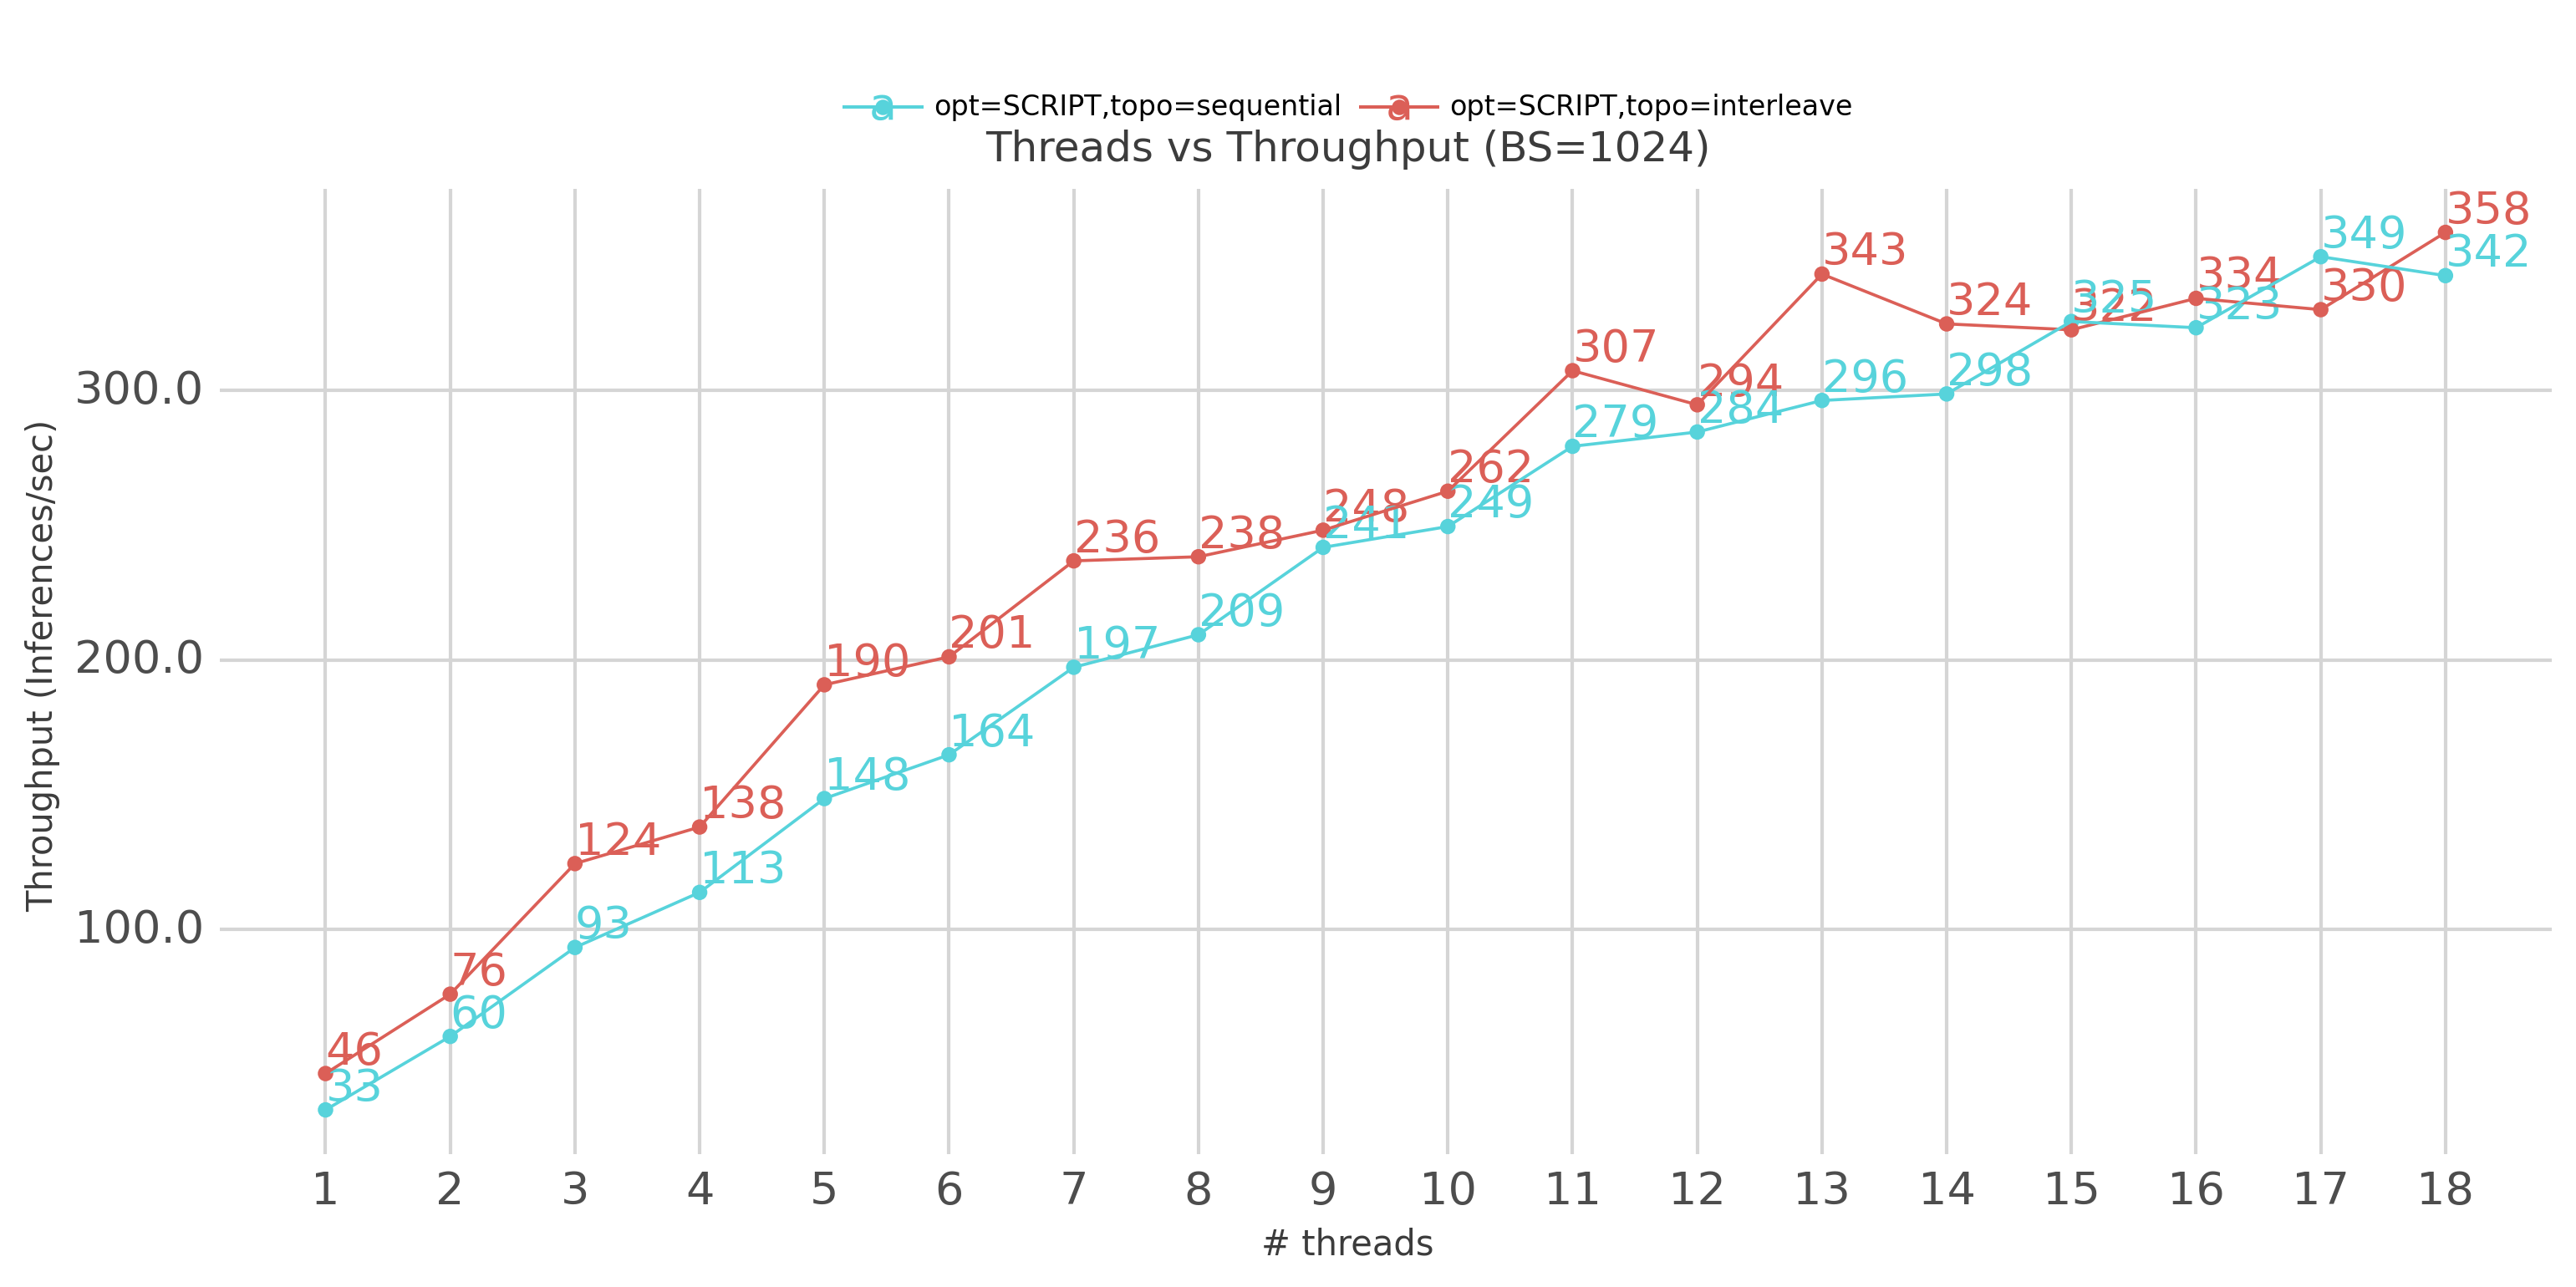 a opt=SCRIPT,topo=sequential a opt=SCRIPT,topo=interleave
Threads vs Throughput (BS=1024)
Throughput (Inferences/sec)
300.0
200.0
100.0
46 76 124 138 190 201 236 238 248 262 307 294 343 324 322 334 330 358
33 60 93 113 148 164 197 209 241 249 279 284 296 298 325 323 349 342
1 2 3 4 5 6 7 8 9 10 11 12 13 14 15 16 17 18
# threads